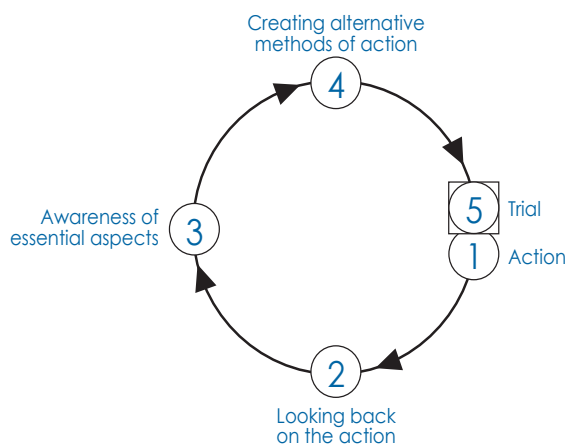 Creating alternative
methods of action
4
5 Trial
Awareness of
essential aspects
3
1 Action
2
Looking back
on the action